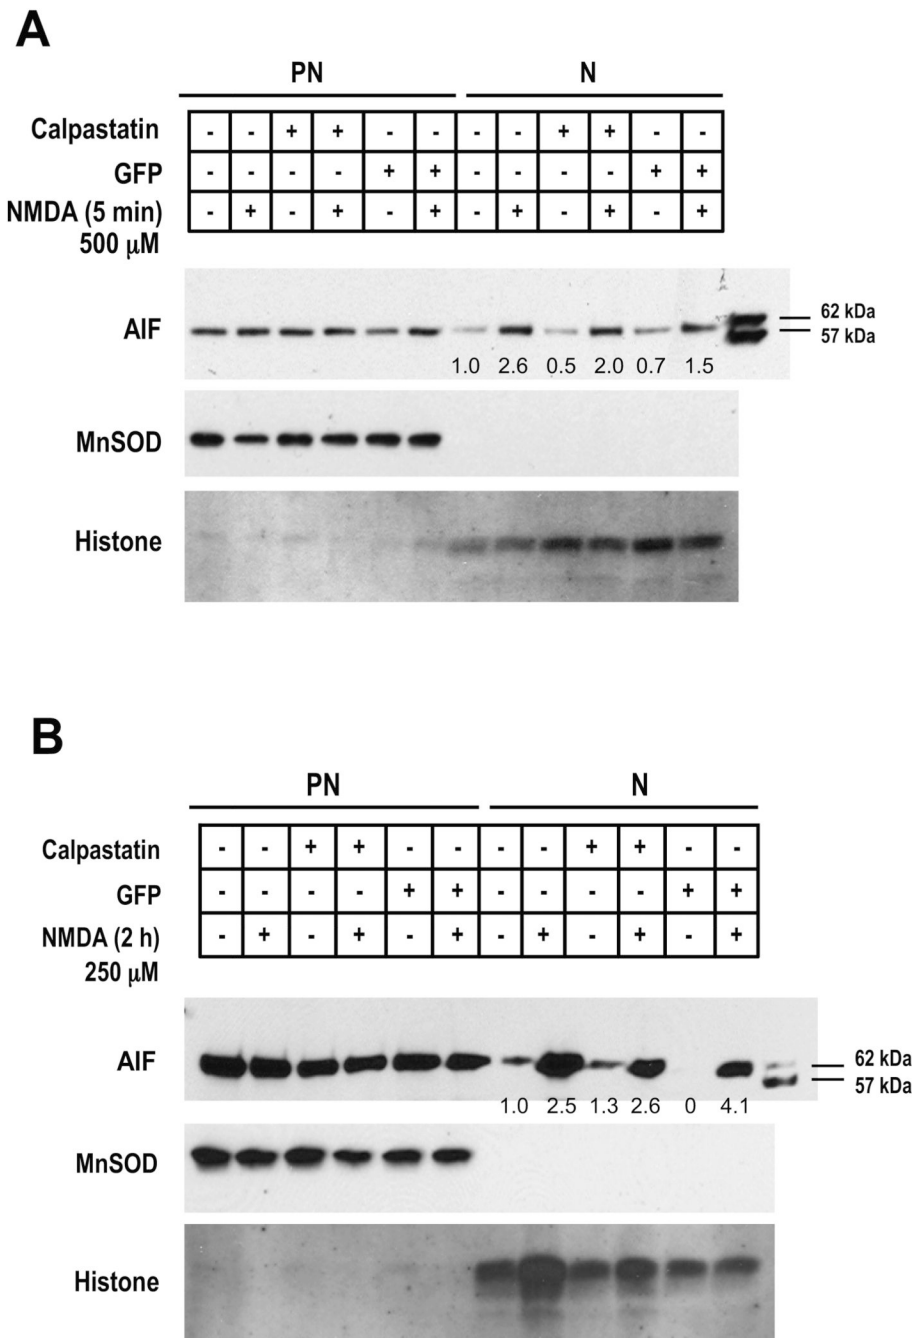 A
PN N
Calpastatin - - + + - - - - + + - -
GFP - - - - + + - - - - + +
NMDA (5 min) - + - + - + - + - + - +
500 µM
AIF 62 kDa
57 kDa
1.0 2.6 0.5 2.0 0.7 1.5
MnSOD
Histone
B
PN N
Calpastatin - - + + - - - - + + - -
GFP - - - - + + - - - - + +
NMDA (2 h) - + - + - + - + - + - +
250 µM
AIF 62 kDa
57 kDa
1.0 2.5 1.3 2.6 0 4.1
MnSOD
Histone